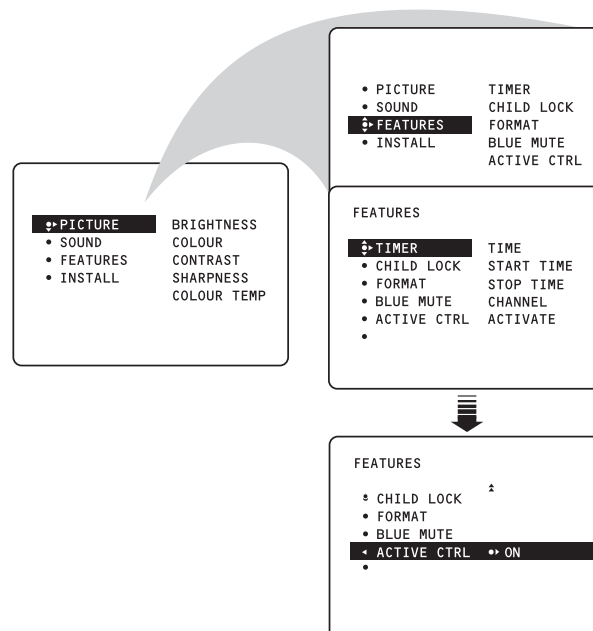 PICTURE TIMER
SOUND CHILD LOCK
FEATURES FORMAT
INSTALL BLUE MUTE
ACTIVE CTRL
PICTURE BRIGHTNESS
SOUND COLOUR
FEATURES CONTRAST
INSTALL SHARPNESS
COLOUR TEMP
FEATURES
TIMER TIME
CHILD LOCK START TIME
FORMAT STOP TIME
BLUE MUTE CHANNEL
ACTIVE CTRL ACTIVATE
FEATURES
CHILD LOCK
FORMAT
BLUE MUTE
ACTIVE CTRL ON